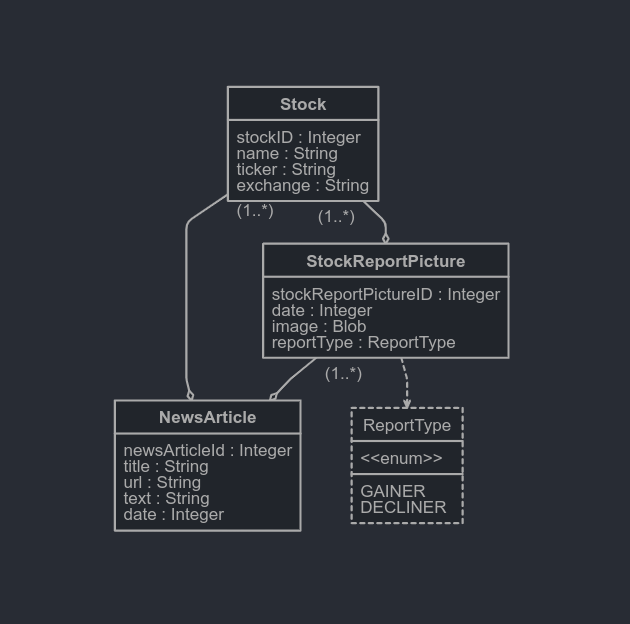 Stock
stockID : Integer
name : String
ticker : String
exchange : String
(1..*)
(1..*)
StockReportPicture
stockReportPictureID : Integer
date : Integer
image : Blob
reportType : ReportType
(1..*)
NewsArticle
newsArticleId : Integer
title : String
url : String
text : String
date : Integer
ReportType
<<enum>>
GAINER
DECLINER